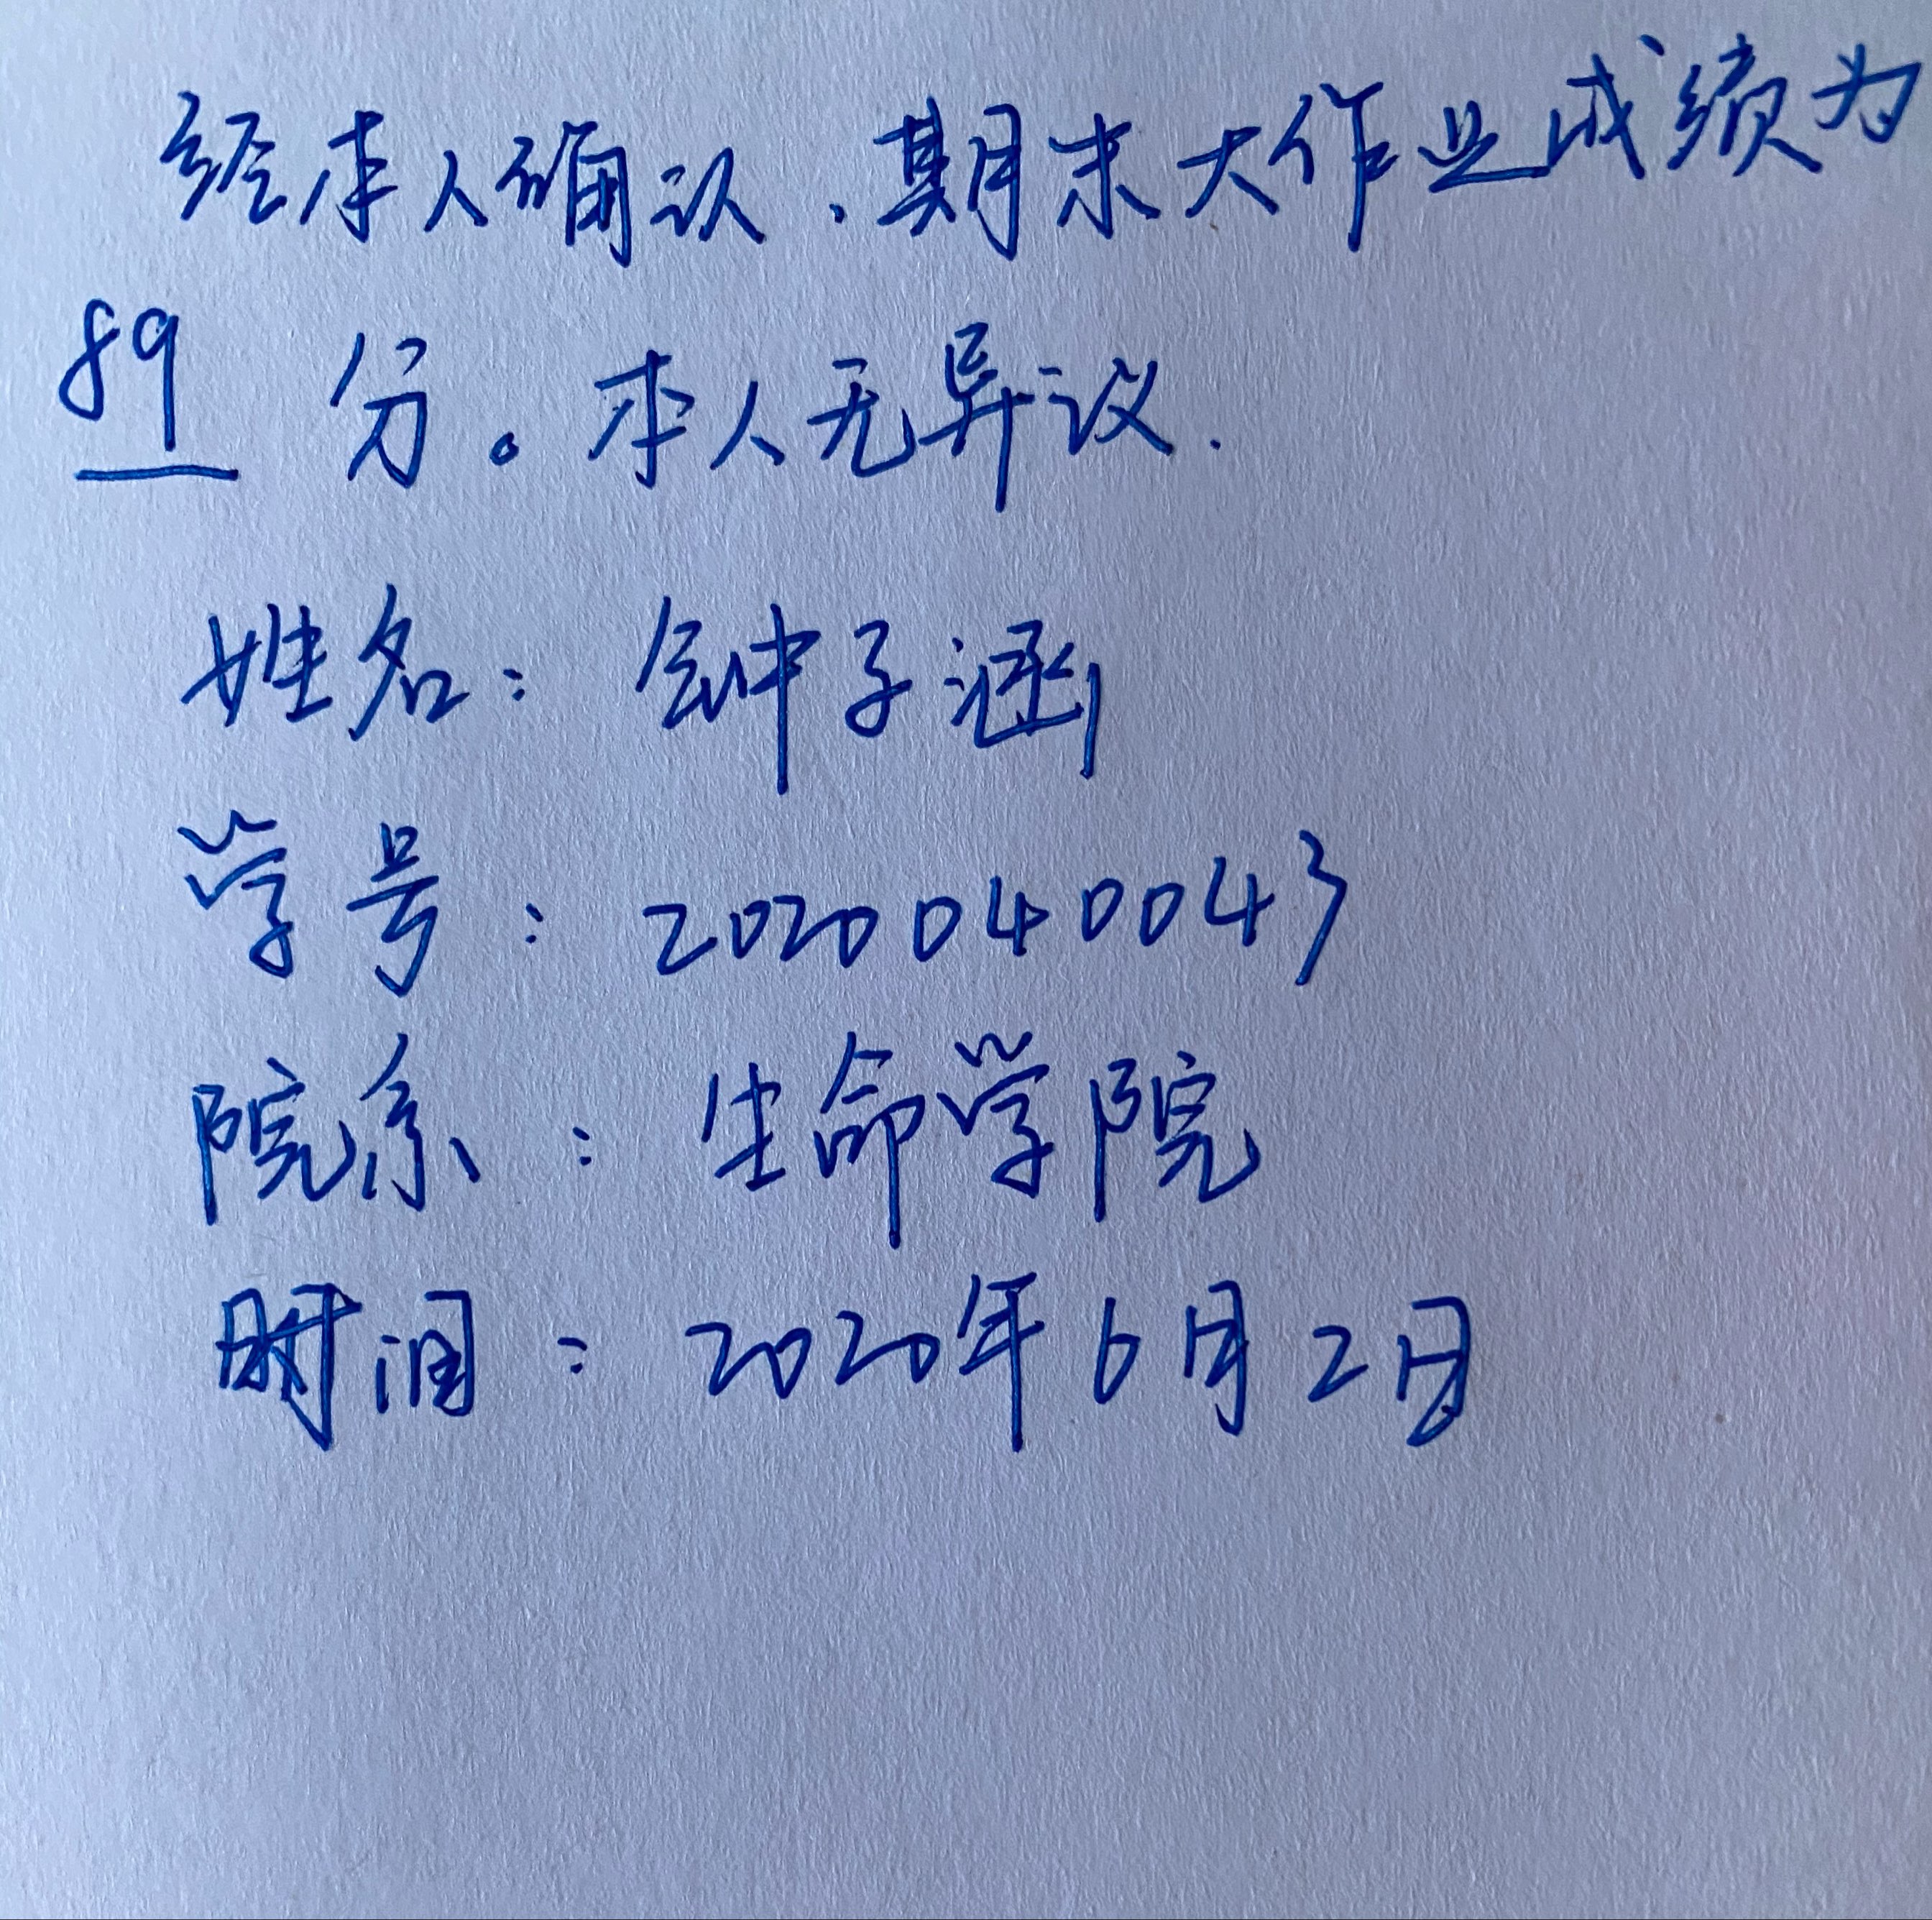 经本人确认、期末大作业成绩为
89 分。本人无异议.
姓名：钟子涵
学号：2020040043
院系：生命学院
时间：2020年6月2日